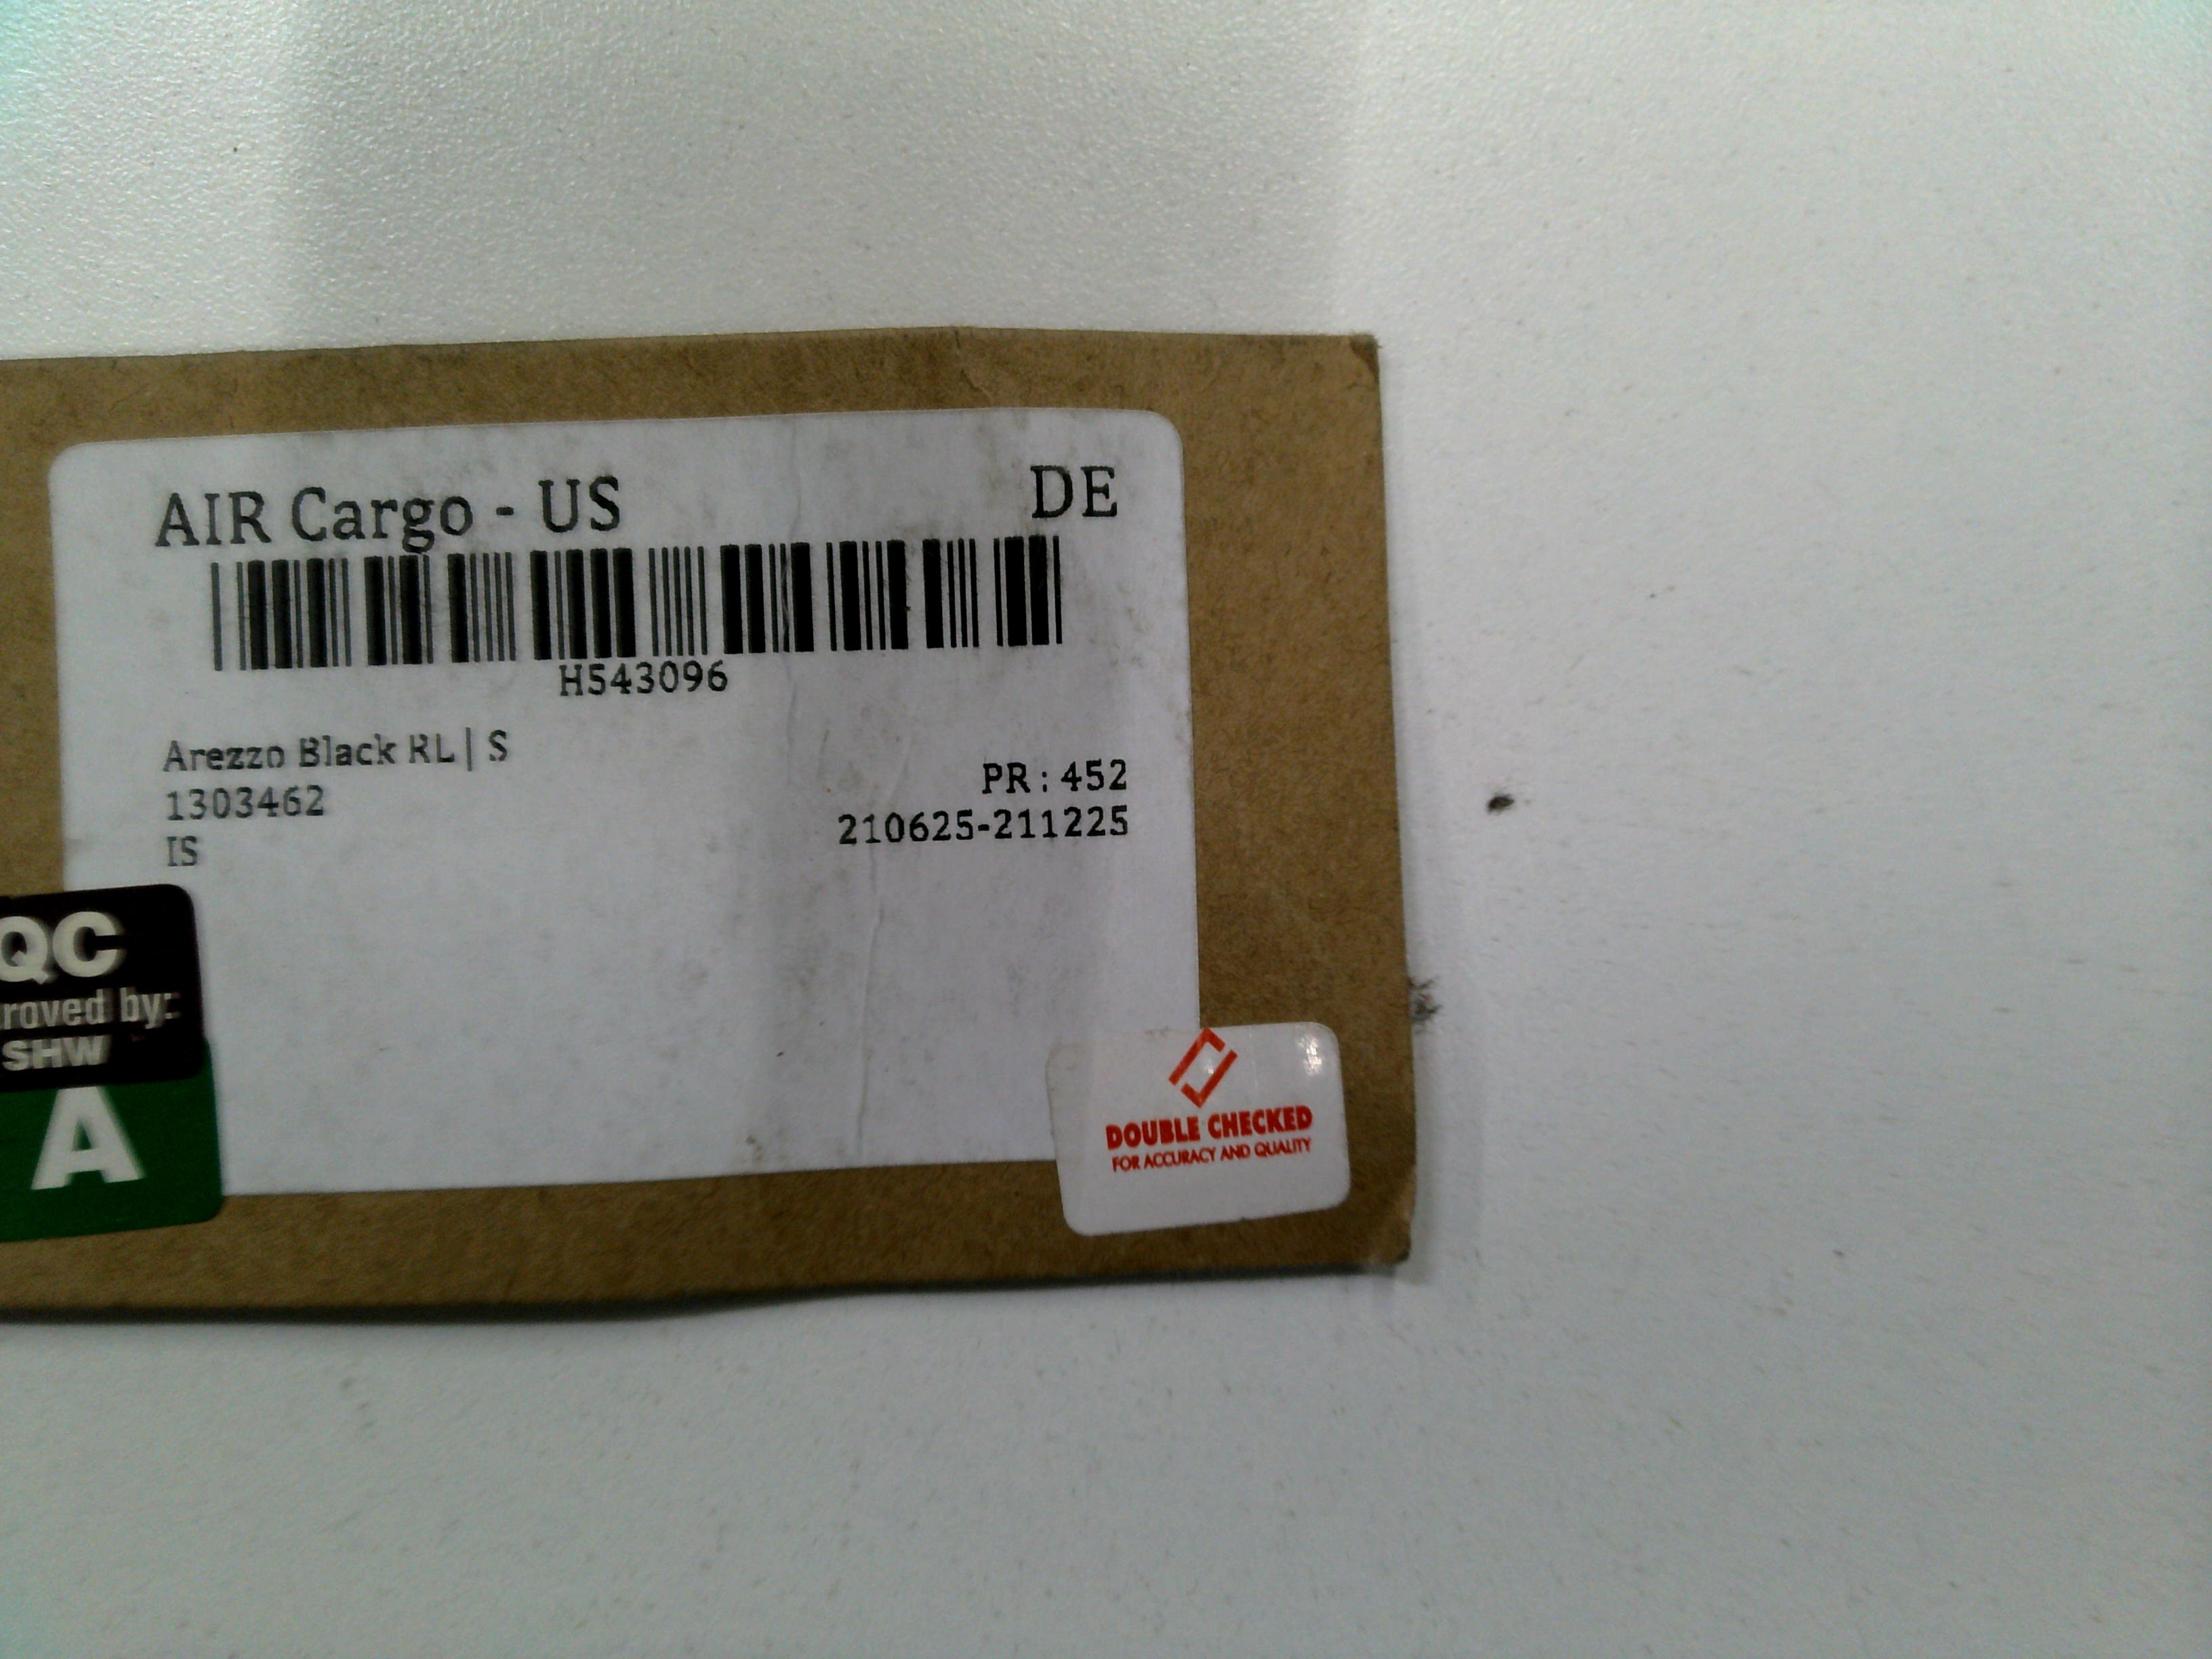 AIR Cargo - US
DE
H543096
Arezzo Black RL | S
1303462
IS
PR : 452
210625-211225
QC
roved by:
SHW
A
DOUBLE CHECKED
FOR ACCURACY AND QUALITY